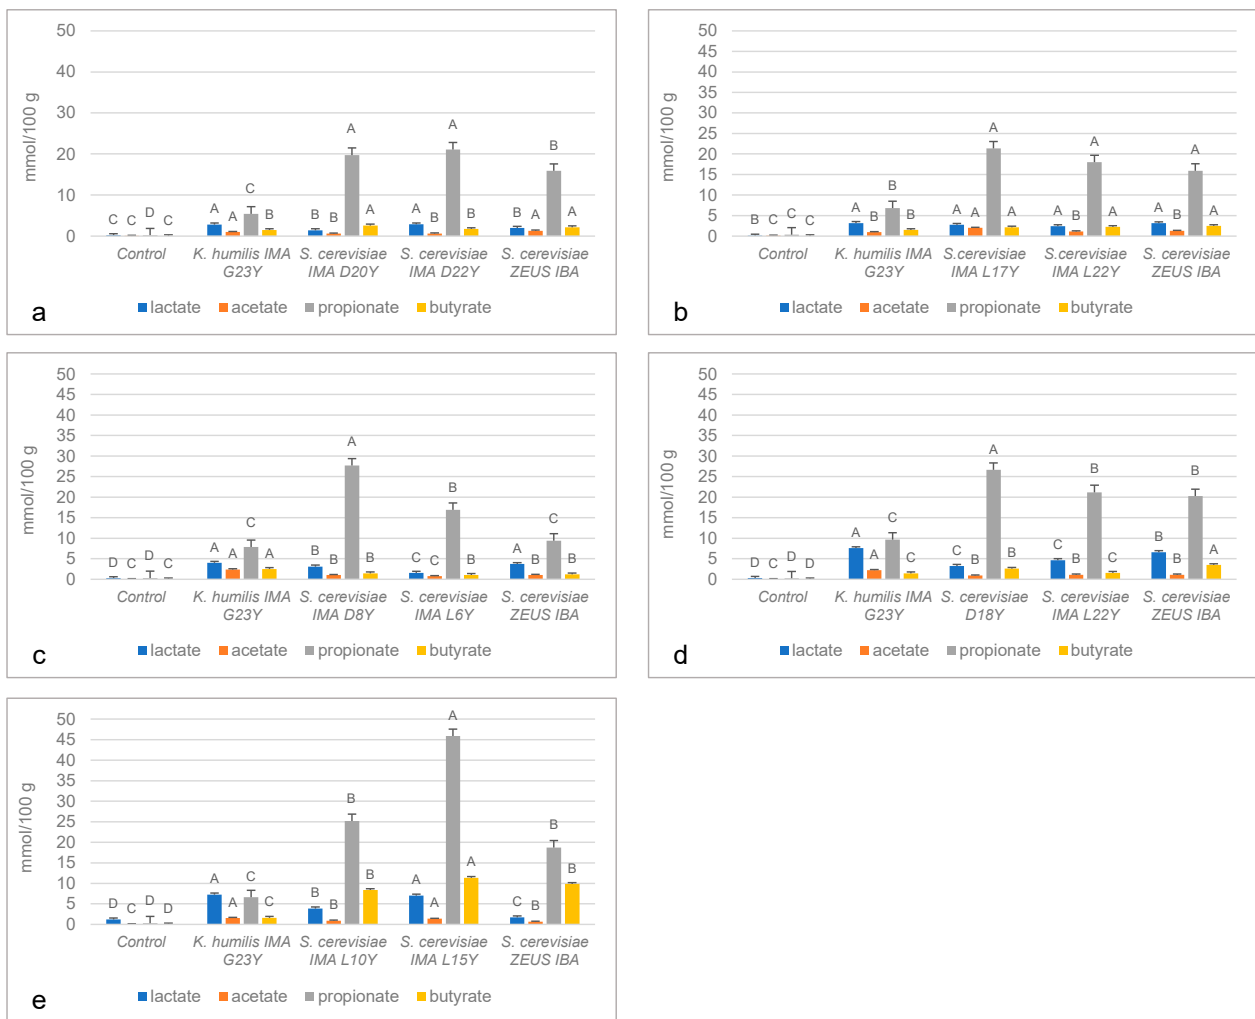 50
40
30
20
10
0
mmol/100 g
C C D C
A A C B
B B A A
A B A B
B A B A
Control
K. humilis IMA G23Y
S. cerevisiae IMA D20Y
S. cerevisiae IMA D22Y
S. cerevisiae ZEUS IBA
lactate acetate propionate butyrate
a
50
45
40
35
30
25
20
15
10
5
0
mmol/100 g
B C C C
A B B B
A A A A
A B A A
A B A A
Control
K. humilis IMA G23Y
S.cerevisiae IMA L17Y
S.cerevisiae IMA L22Y
S. cerevisiae ZEUS IBA
lactate acetate propionate butyrate
b
50
45
40
35
30
25
20
15
10
5
0
mmol/100 g
D C D C
A A C A
B B A B
C C B B
A B C B
Control
K. humilis IMA G23Y
S. cerevisiae IMA D8Y
S. cerevisiae IMA L6Y
S. cerevisiae ZEUS IBA
lactate acetate propionate butyrate
c
50
45
40
35
30
25
20
15
10
5
0
mmol/100 g
D C D D
A A C C
C B A B
C B B C
B B B A
Control
K. humilis IMA G23Y
S. cerevisiae D18Y
S. cerevisiae IMA L22Y
S. cerevisiae ZEUS IBA
lactate acetate propionate butyrate
d
50
45
40
35
30
25
20
15
10
5
0
mmol/100 g
D C D D
A A C C
B B B B
A A A A
C B B B
Control
K. humilis IMA G23Y
S. cerevisiae IMA L10Y
S. cerevisiae IMA L15Y
S. cerevisiae ZEUS IBA
lactate acetate propionate butyrate
e